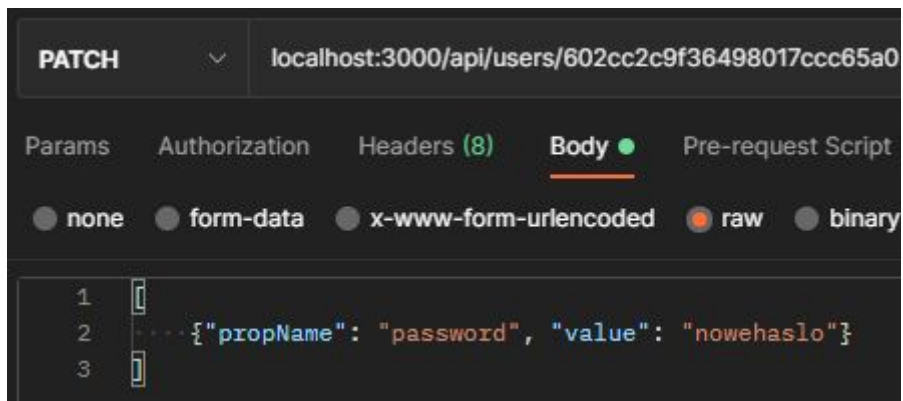 PATCH localhost:3000/api/users/602cc2c9f36498017ccc65a0
Params Authorization Headers (8) Body Pre-request Script
none form-data x-www-form-urlencoded raw binary
1 [
2 {"propName": "password", "value": "nowehaslo"}
3 ]